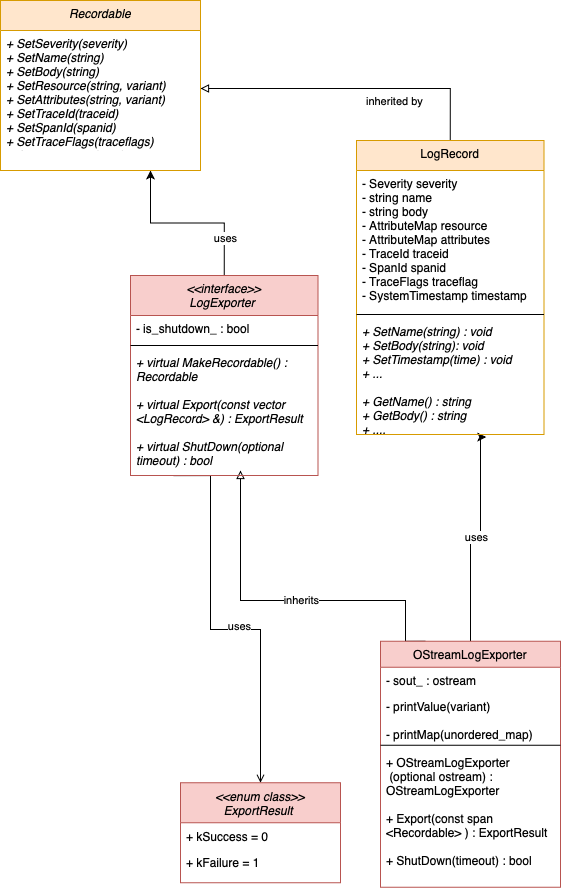 Recordable
+ SetSeverity(severity)
+ SetName(string)
+ SetBody(string)
+ SetResource(string, variant)
+ SetAttributes(string, variant)
+ SetTraceId(traceid)
+ SetSpanId(spanid)
+ SetTraceFlags(traceflags)
inherited by
LogRecord
- Severity severity
- string name
- string body
- AttributeMap resource
- AttributeMap attributes
- TraceId traceid
- SpanId spanid
- TraceFlags traceflag
- SystemTimestamp timestamp
+ SetName(string) : void
+ SetBody(string): void
+ SetTimestamp(time) : void
+ ...
+ GetName() : string
+ GetBody() : string
+ ....
uses
<<interface>>
LogExporter
- is_shutdown_ : bool
+ virtual MakeRecordable() :
Recordable
+ virtual Export(const vector
<LogRecord> &) : ExportResult
+ virtual ShutDown(optional
timeout) : bool
uses
inherits
uses
OStreamLogExporter
- sout_ : ostream
- printValue(variant)
- printMap(unordered_map)
+ OStreamLogExporter
(optional ostream) :
OStreamLogExporter
+ Export(const span
<Recordable> ) : ExportResult
+ ShutDown(timeout) : bool
<<enum class>>
ExportResult
+ kSuccess = 0
+ kFailure = 1